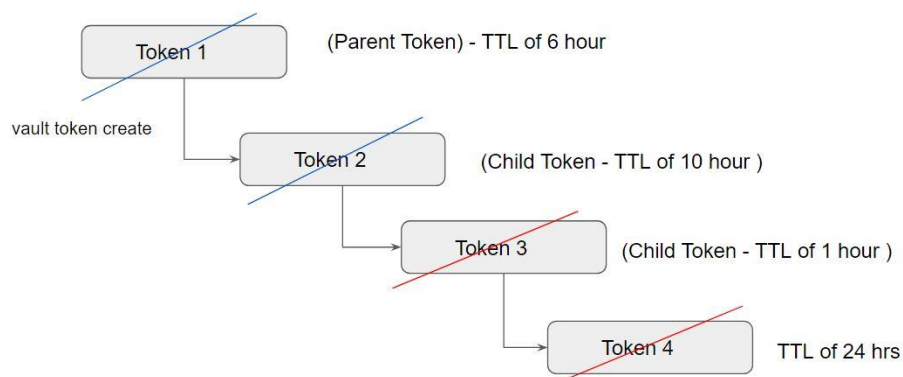 Token 1
(Parent Token) - TTL of 6 hour
vault token create
Token 2
(Child Token - TTL of 10 hour )
Token 3
(Child Token - TTL of 1 hour )
Token 4
TTL of 24 hrs